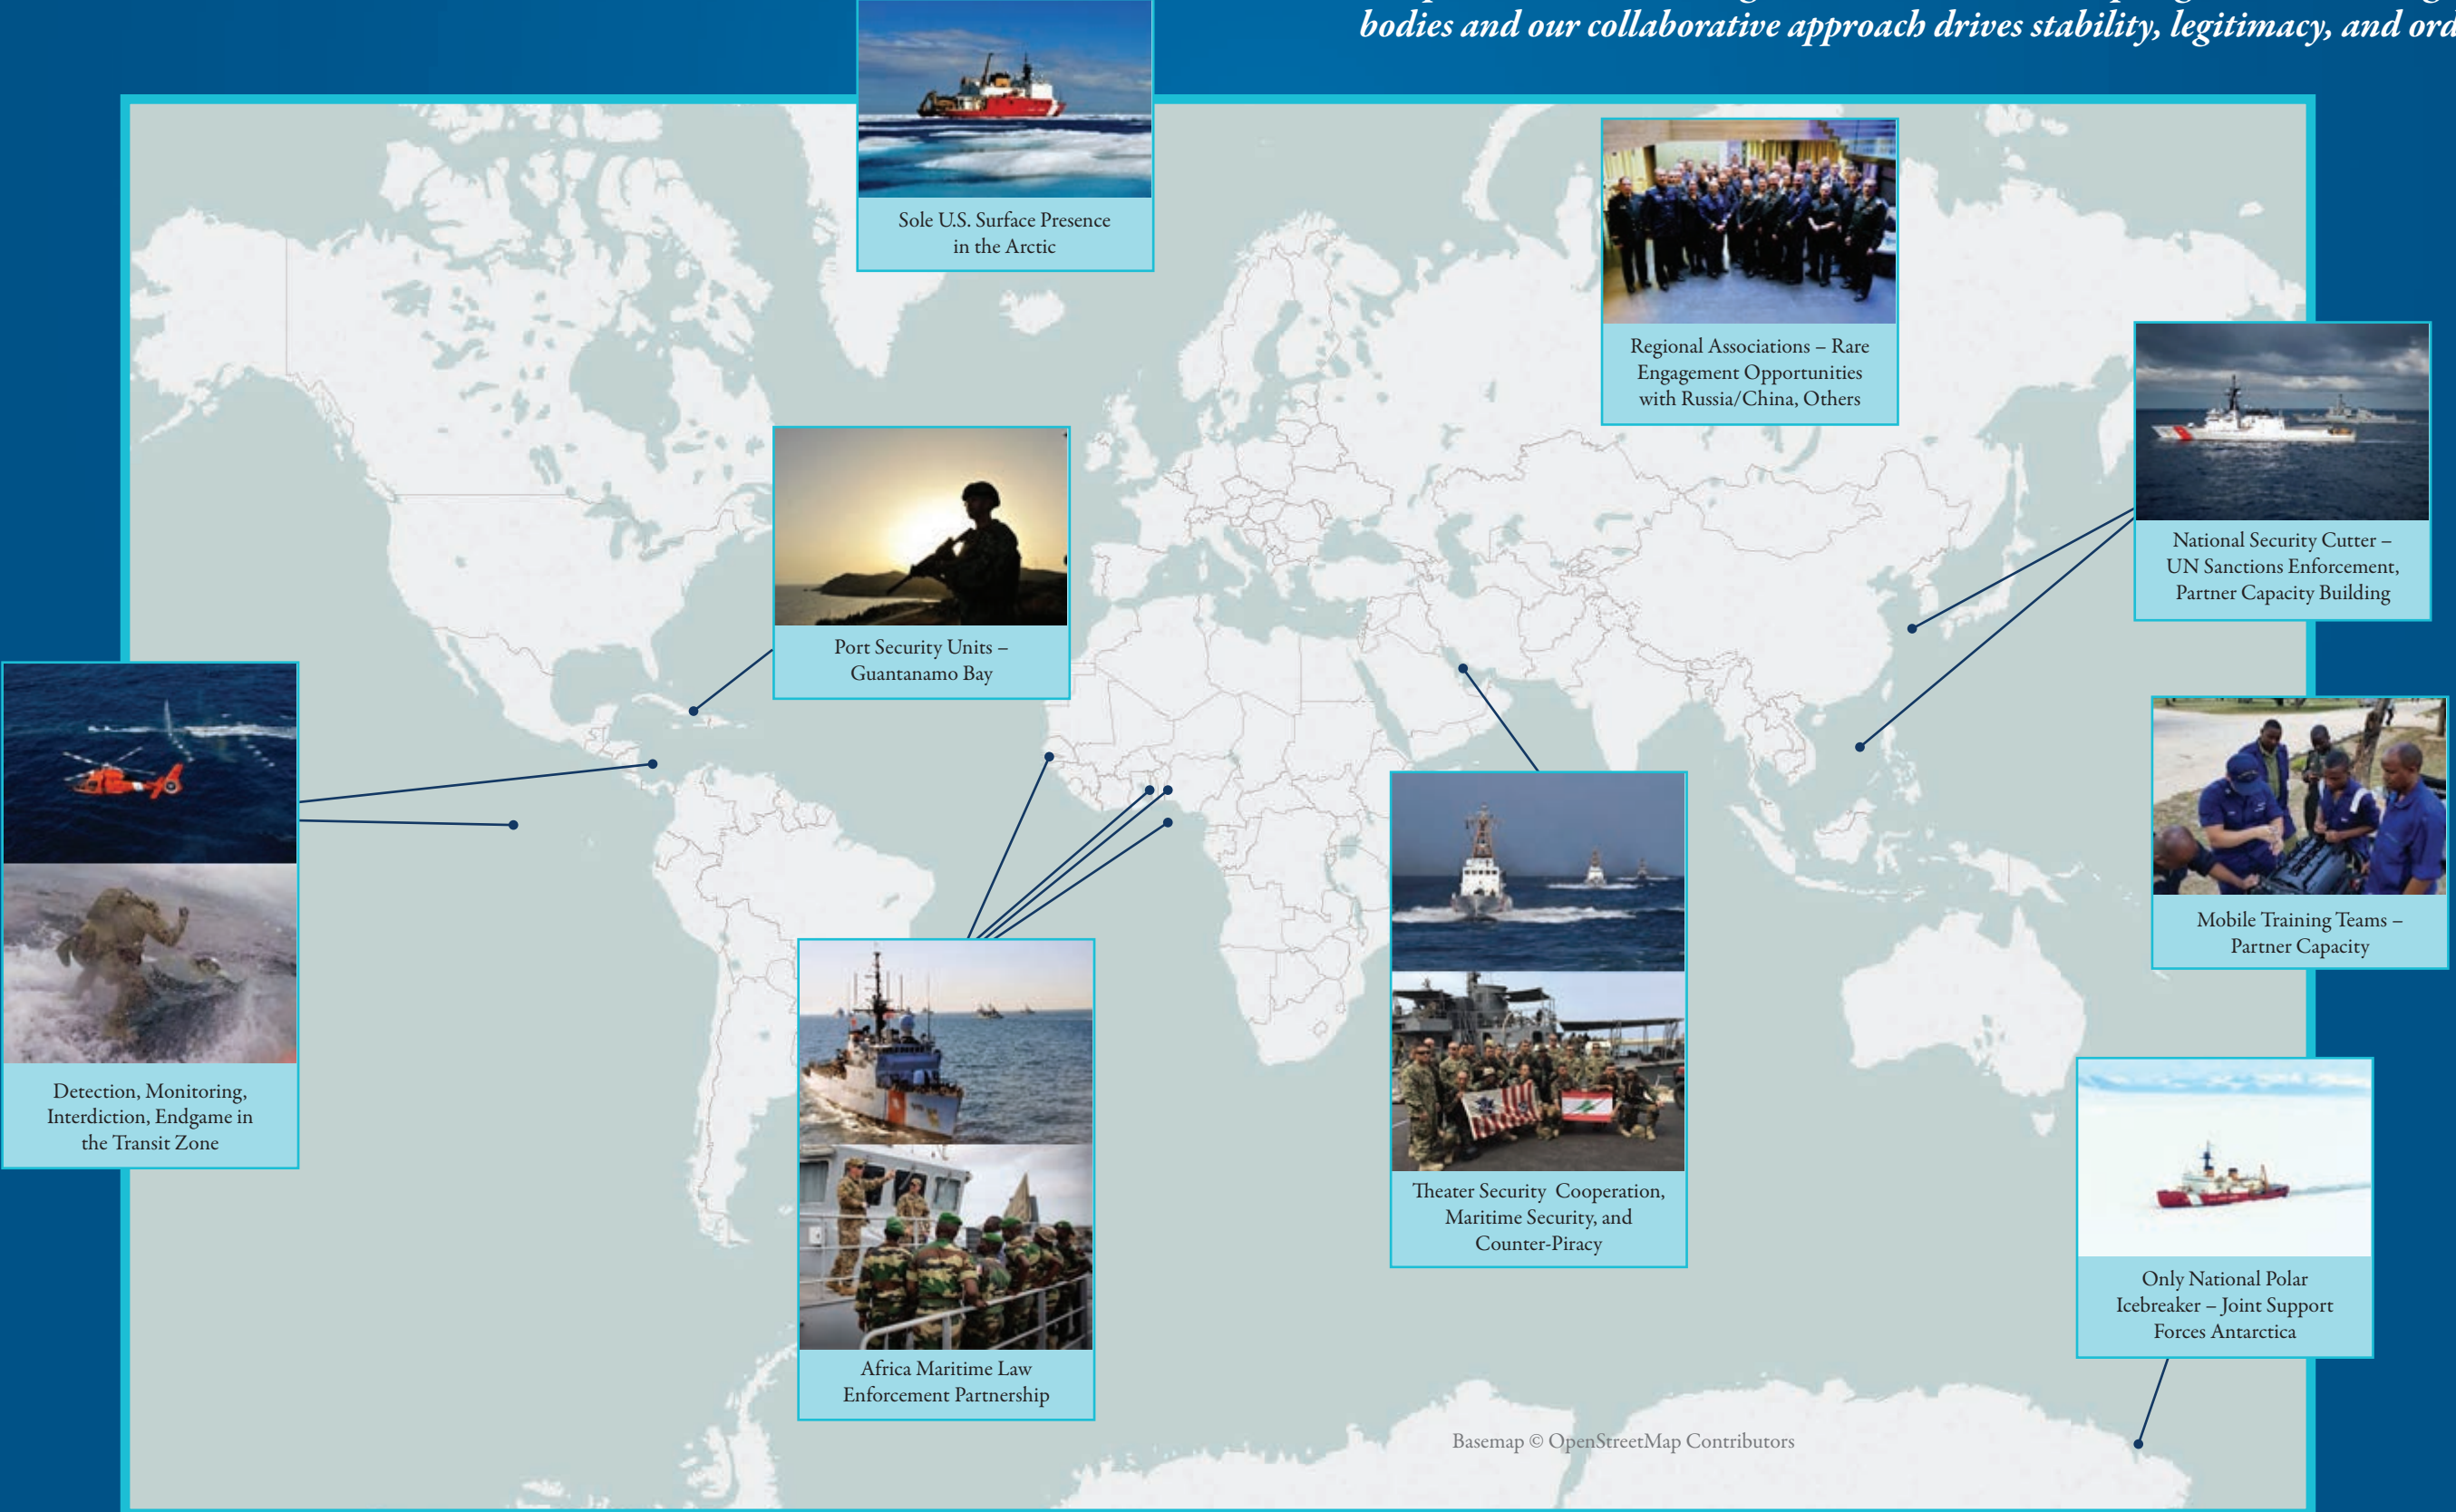 bodies and our collaborative approach drives stability, legitimacy, and
Sole U.S. Surface Presence
in the Arctic
Regional Associations – Rare
Engagement Opportunities
with Russia/China, Others
National Security Cutter –
UN Sanctions Enforcement,
Partner Capacity Building
Port Security Units –
Guantanamo Bay
Mobile Training Teams –
Partner Capacity
Detection, Monitoring,
Interdiction, Endgame in
the Transit Zone
Theater Security Cooperation,
Maritime Security, and
Counter-Piracy
Only National Polar
Icebreaker – Joint Support
Forces Antarctica
Africa Maritime Law
Enforcement Partnership
Basemap © OpenStreetMap Contributors